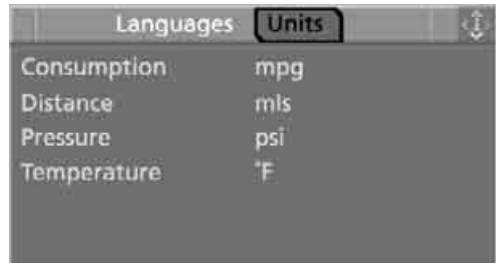 Languages Units
Consumption mpg
Distance mls
Pressure psi
Temperature °F